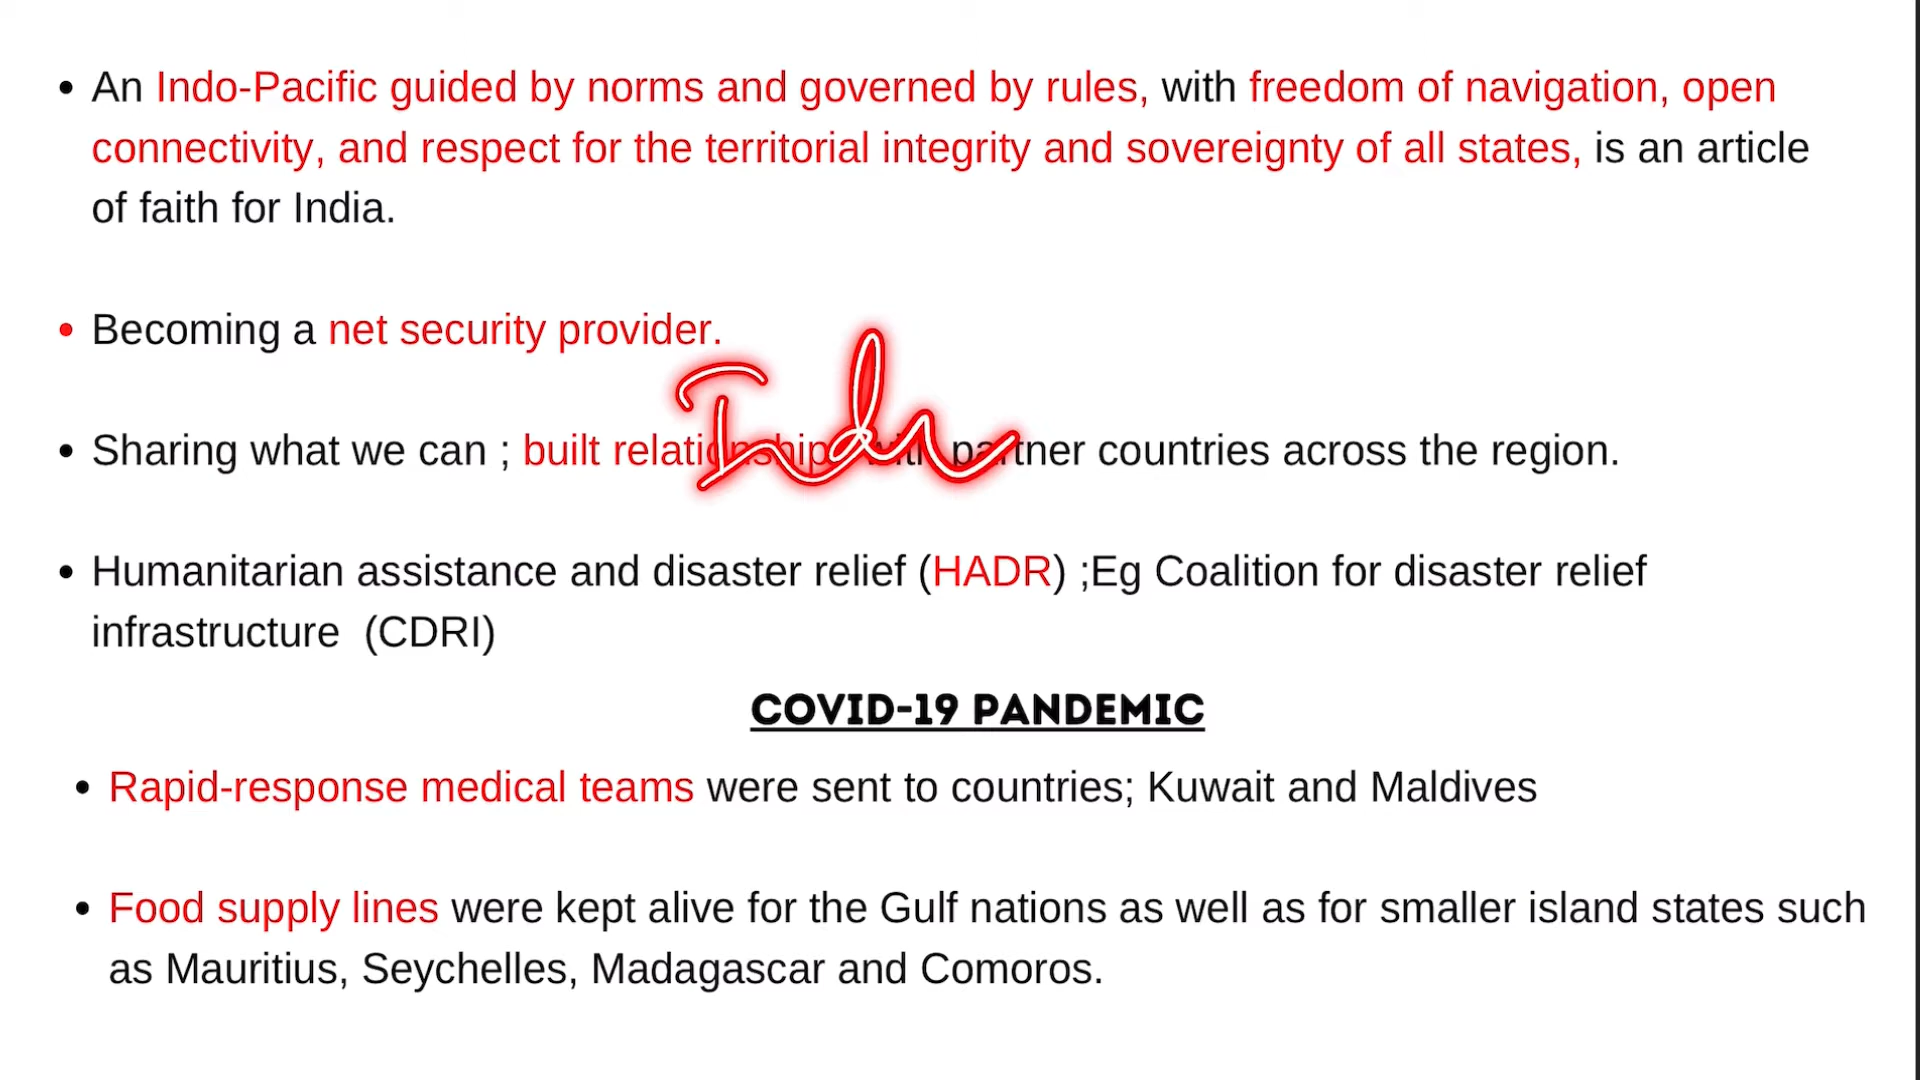 • An Indo-Pacific guided by norms and governed by rules, with freedom of navigation, open
connectivity, and respect for the territorial integrity and sovereignty of all states, is an article
of faith for India.
• Becoming a net security provider.
• Sharing what we can ; built relationships with partner countries across the region.
• Humanitarian assistance and disaster relief (HADR) ;Eg Coalition for disaster relief
infrastructure (CDRI)
COVID-19 PANDEMIC
• Rapid-response medical teams were sent to countries; Kuwait and Maldives
• Food supply lines were kept alive for the Gulf nations as well as for smaller island states such
as Mauritius, Seychelles, Madagascar and Comoros.